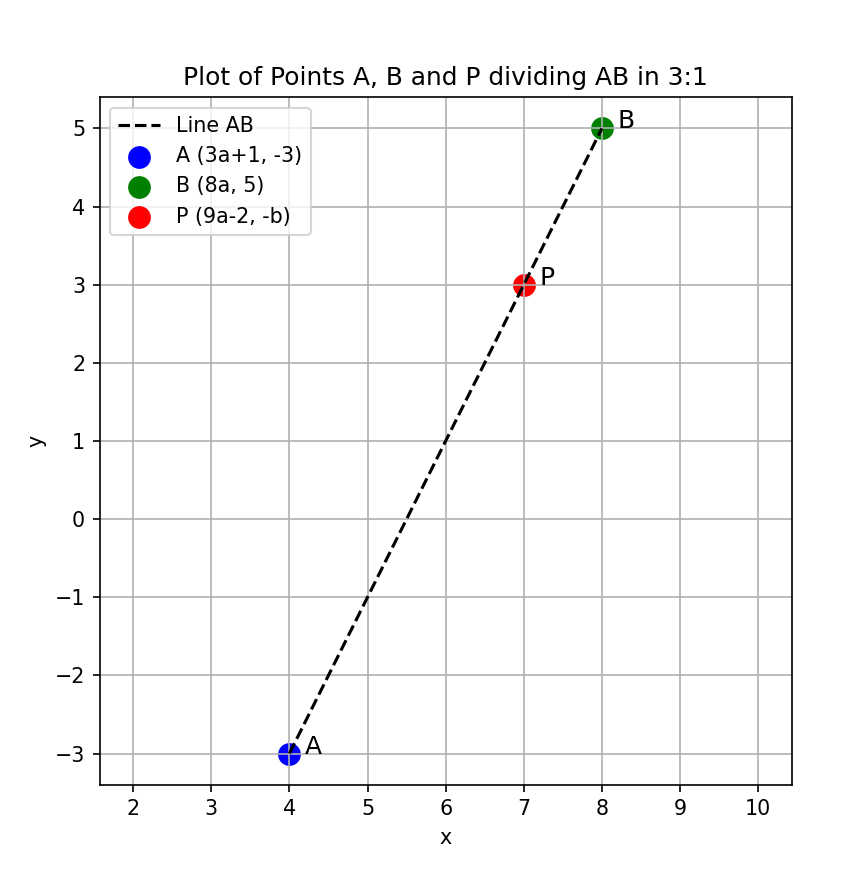 Plot of Points A, B and P dividing AB in 3:1
Line AB
A (3a+1, -3)
B (8a, 5)
P (9a-2, -b)
B
P
A
5
4
3
2
1
0
−1
−2
−3
y
2 3 4 5 6 7 8 9 10
x